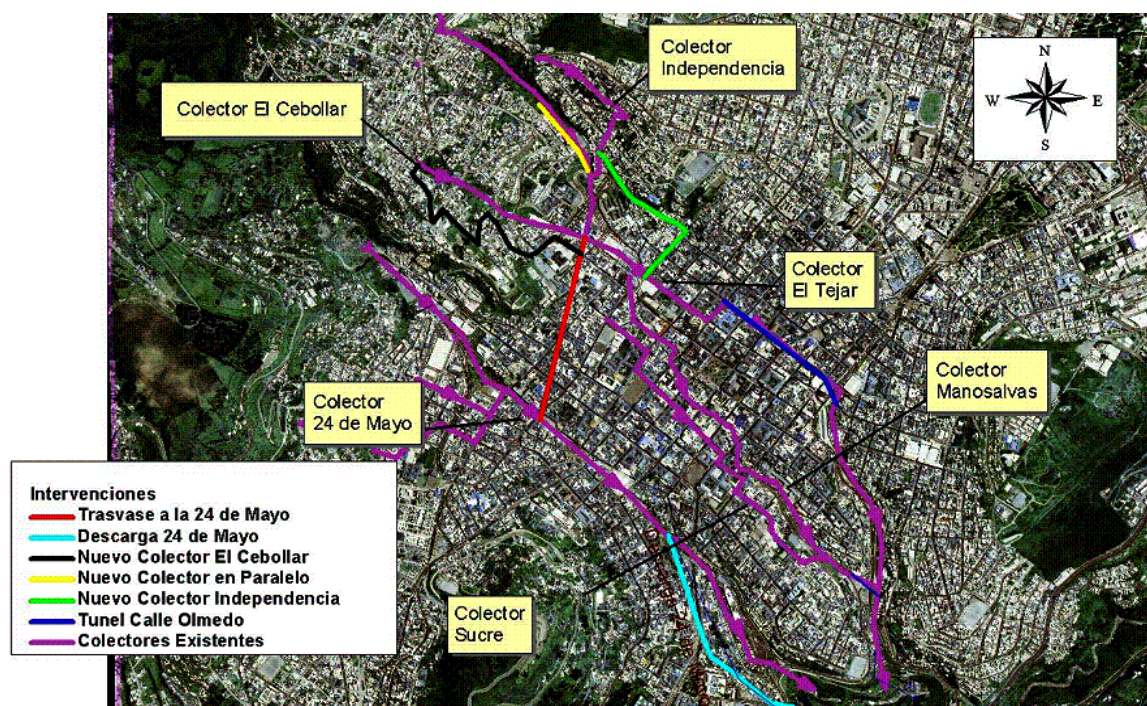 Colector
Independencia
Colector El Cebollar
N
W
E
S
Colector
El Tejar
Colector
Manosalvas
Colector
24 de Mayo
Intervenciones
Trasvase a la 24 de Mayo
Descarga 24 de Mayo
Nuevo Colector El Cebollar
Nuevo Colector en Paralelo
Nuevo Colector Independencia
Tunel Calle Olmedo
Colectores Existentes
Colector
Sucre